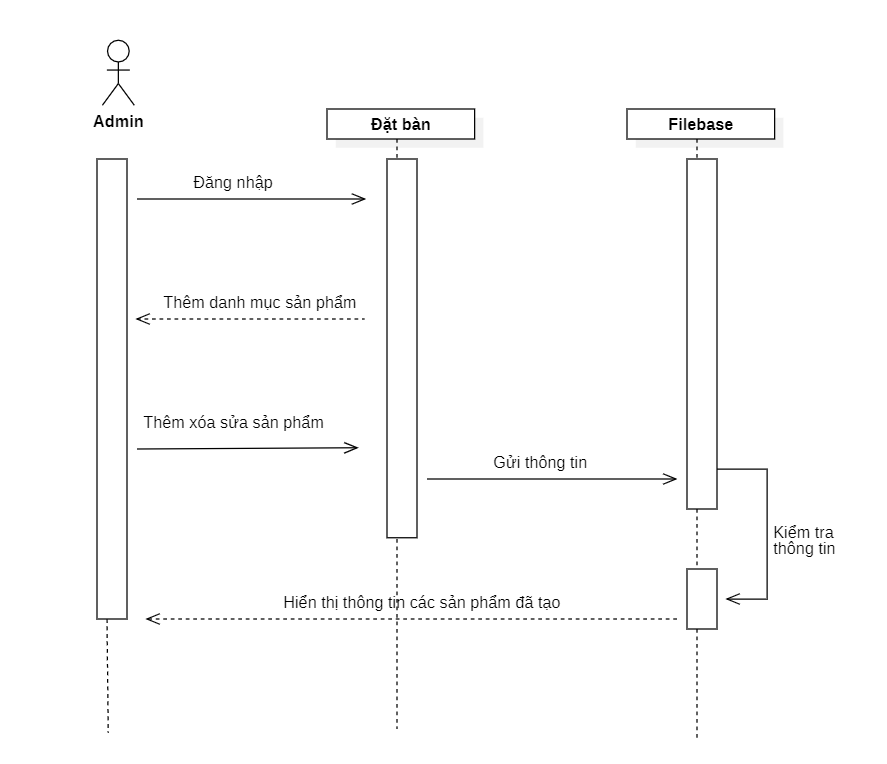 Admin
Đặt bàn
Filebase
Đăng nhập
Thêm danh mục sản phẩm
Thêm xóa sửa sản phẩm
Gửi thông tin
Kiểm tra
thông tin
Hiển thị thông tin các sản phẩm đã tạo